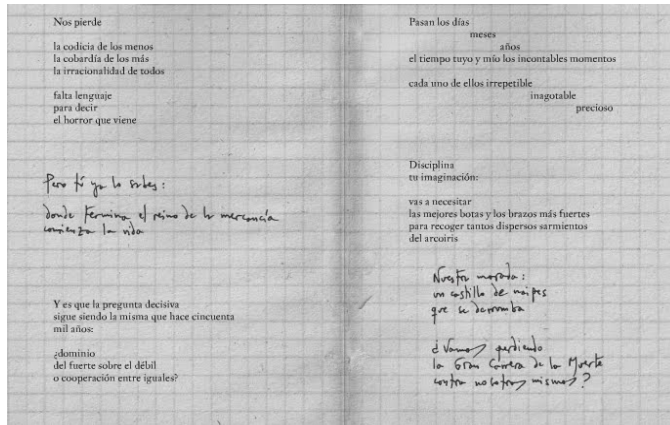 Nos pierde
la codicia de los menos
la cobardía de los más
la irracionalidad de todos
falta lenguaje
para decir
el horror que viene
Pero tú ya lo sabes:
donde termina el reino de la mercancía
comienza la vida
Y es que la pregunta decisiva
sigue siendo la misma que hace cincuenta
mil años:
¿dominio
del fuerte sobre el débil
o cooperación entre iguales?
Pasan los días
meses
años
el tiempo tuyo y mío los incontables momentos
cada uno de ellos irrepetible
inagotable
precioso
Disciplina
tu imaginación:
vas a necesitar
las mejores botas y los brazos más fuertes
para recoger tantos dispersos sarmientos
del arcoiris
Nuestra morada:
un castillo de naipes
que se derrumba
¿Vamos perdiendo
la Gran Carrera de la Muerte
contra nosotros mismos?